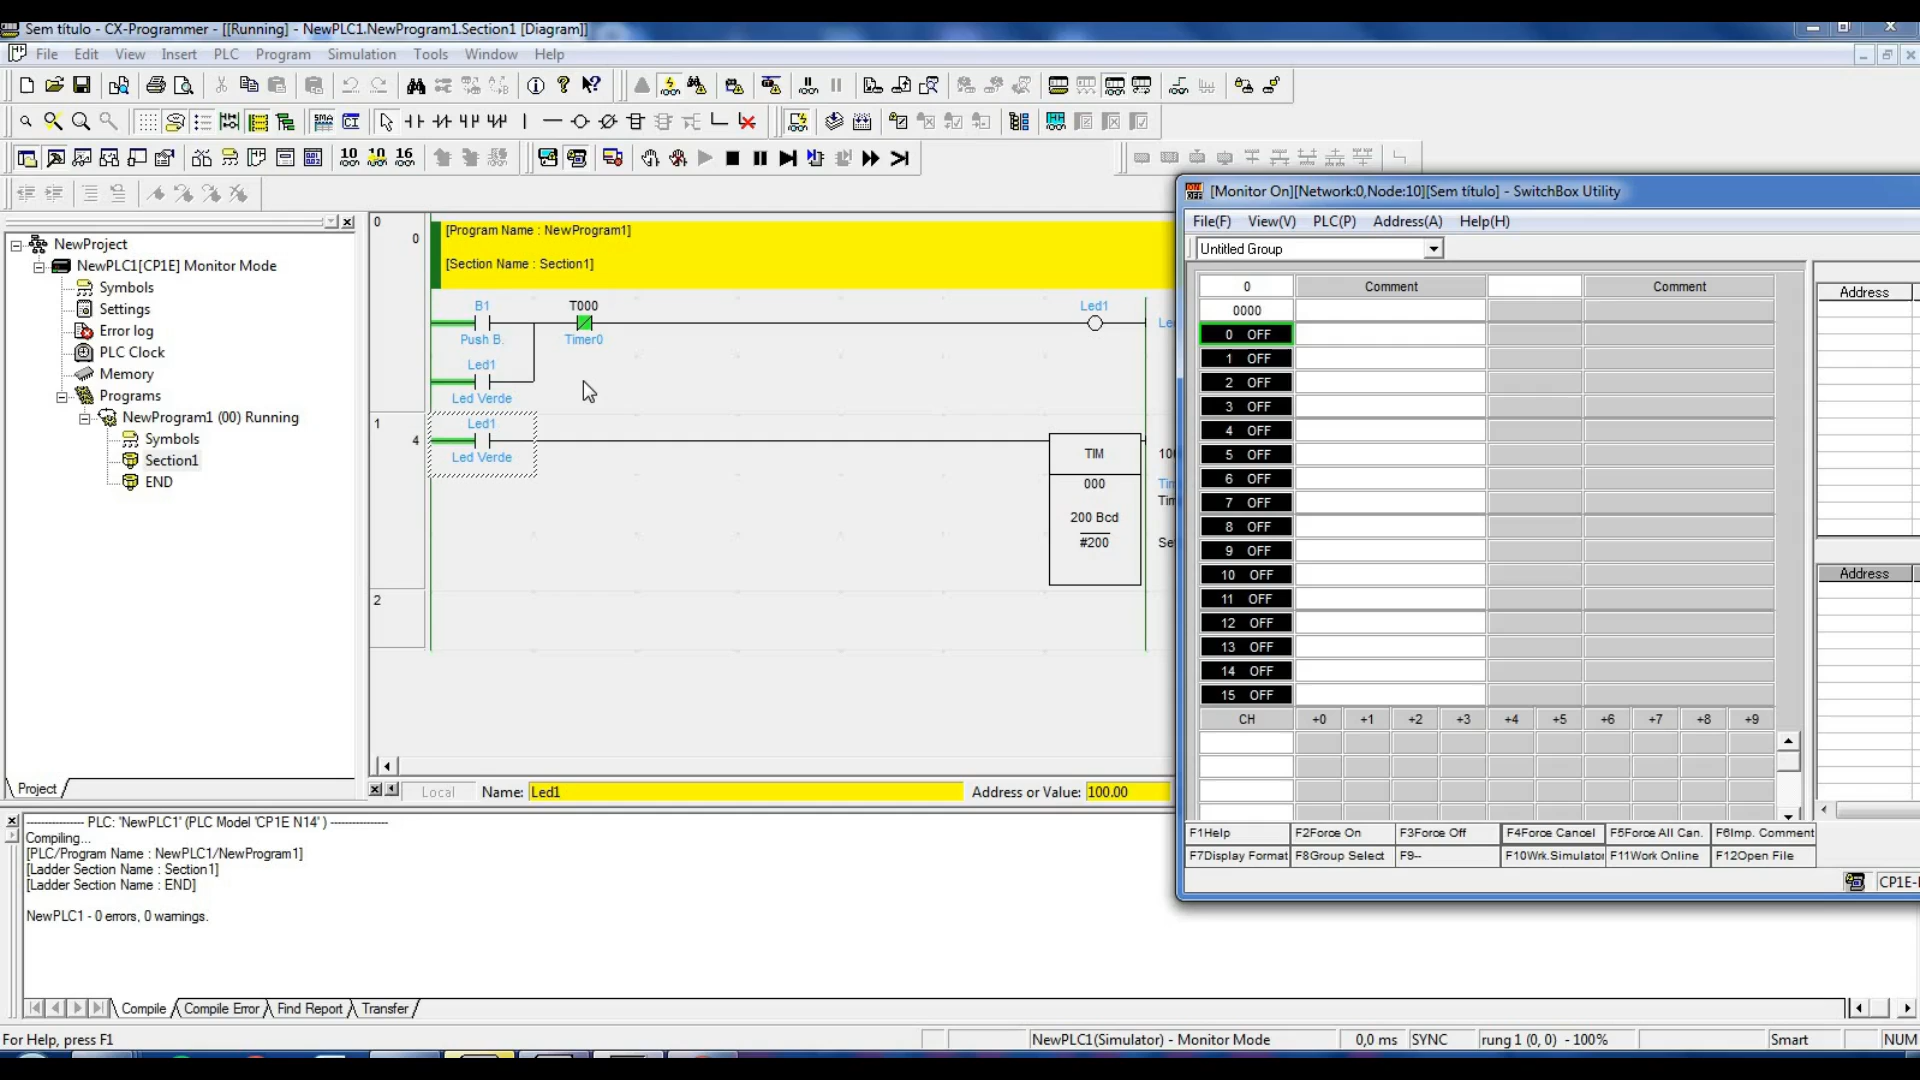 Sem título - CX-Programmer - [[Running] - NewPLC1.NewProgram1.Section1 [Diagram]]
File Edit View Insert PLC Program Simulation Tools Window Help
10 10 16
NewProject
NewPLC1[CP1E] Monitor Mode
Symbols
Settings
Error log
PLC Clock
Memory
Programs
NewProgram1 (00) Running
Symbols
Section1
END
Project
0
0
[Program Name : NewProgram1]
[Section Name : Section1]
B1 T000 Led1
Push B. Timer0
Led1
Led Verde
1
4
Led1
Led Verde
TIM
000
200 Bcd
#200
2
Local Name: Led1 Address or Value: 100.00
[Monitor On][Network:0,Node:10][Sem título] - SwitchBox Utility
File(F) View(V) PLC(P) Address(A) Help(H)
Untitled Group
0 Comment Comment
0000
0 OFF
1 OFF
2 OFF
3 OFF
4 OFF
5 OFF
6 OFF
7 OFF
8 OFF
9 OFF
10 OFF
11 OFF
12 OFF
13 OFF
14 OFF
15 OFF
CH +0 +1 +2 +3 +4 +5 +6 +7 +8 +9
Address
Address
F1Help F2Force On F3Force Off F4Force Cancel F5Force All Can. F6Imp. Comment
F7Display Format F8Group Select F9-- F10Wrk.Simulator F11Work Online F12Open File
---------------- PLC: 'NewPLC1' (PLC Model 'CP1E N14' ) ----------------
Compiling...
[PLC/Program Name : NewPLC1/NewProgram1]
[Ladder Section Name : Section1]
[Ladder Section Name : END]
NewPLC1 - 0 errors, 0 warnings.
Compile Compile Error Find Report Transfer
For Help, press F1
NewPLC1(Simulator) - Monitor Mode 0,0 ms SYNC rung 1 (0, 0) - 100% Smart NUM